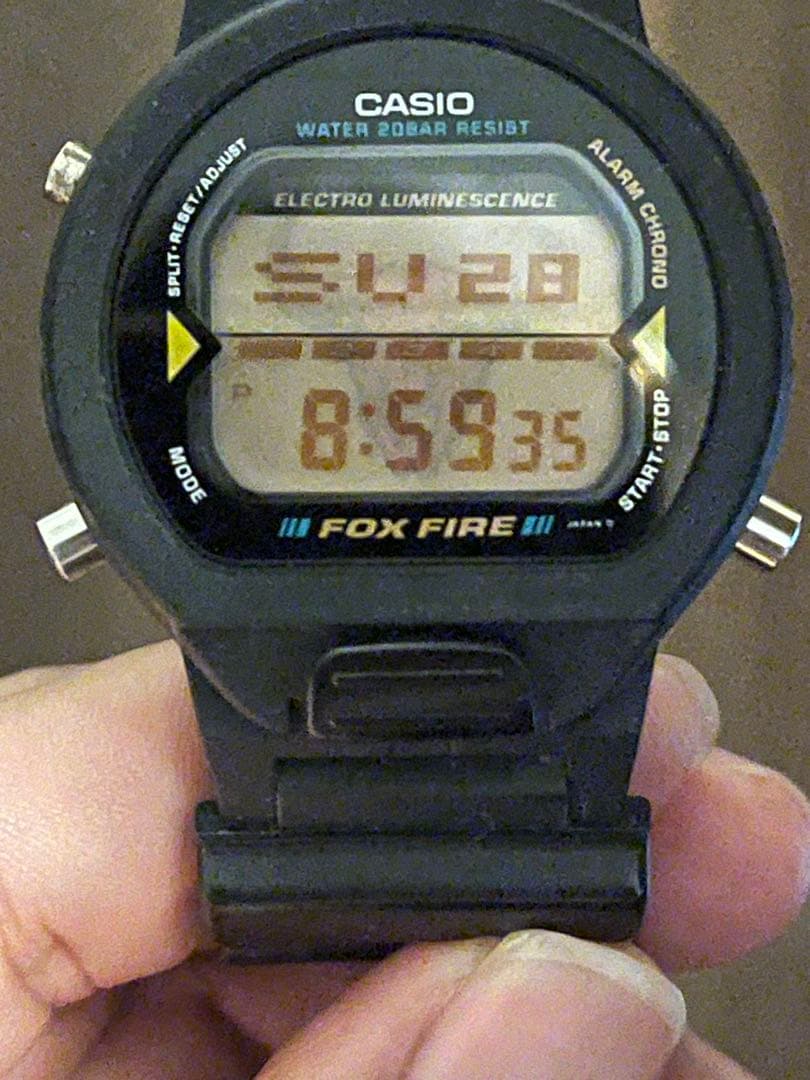 CASIO
WATER 20BAR RESIST
SPLIT·RESET/ADJUST
ALARM CHRONO
ELECTRO LUMINESCENCE
SU 28
P
8:59 35
MODE
START·STOP
FOX FIRE
JAPAN